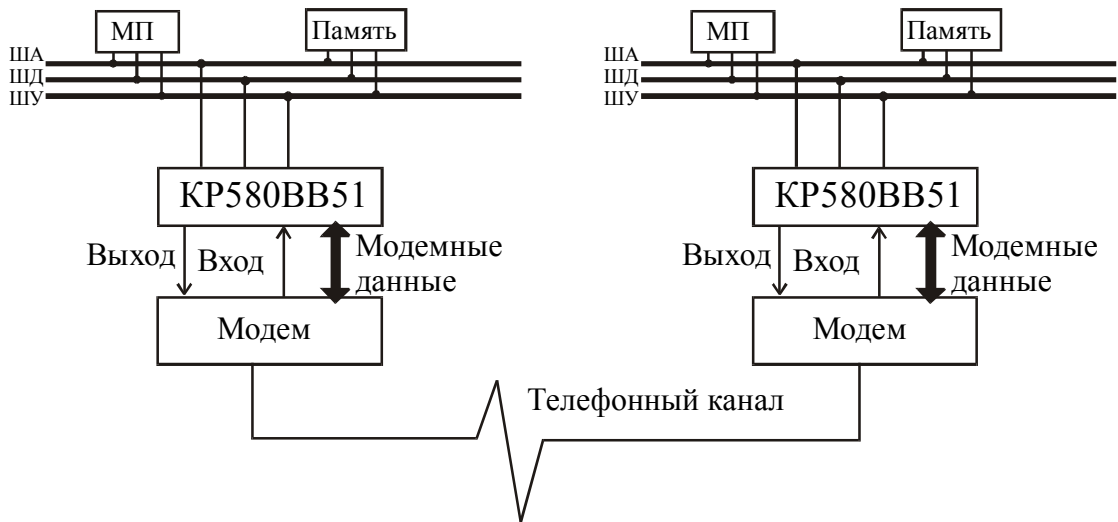 МП
Память
ША
ШД
ШУ
КР580ВВ51
Выход
Вход
Модемные
данные
Модем
МП
Память
ША
ШД
ШУ
КР580ВВ51
Выход
Вход
Модемные
данные
Модем
Телефонный канал